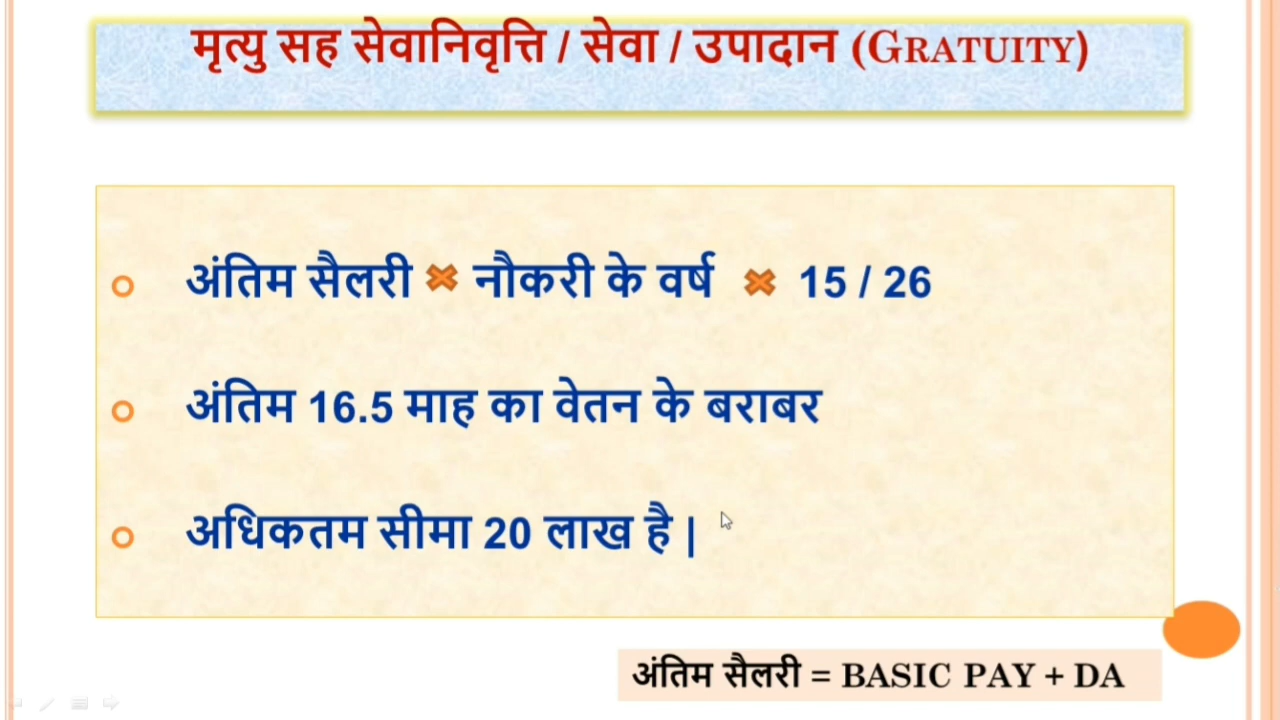 मृत्यु सह सेवानिवृत्ति / सेवा / उपादान (GRATUITY)
अंतिम सैलरी ✖ नौकरी के वर्ष ✖ 15 / 26
अंतिम 16.5 माह का वेतन के बराबर
अधिकतम सीमा 20 लाख है |
अंतिम सैलरी = BASIC PAY + DA